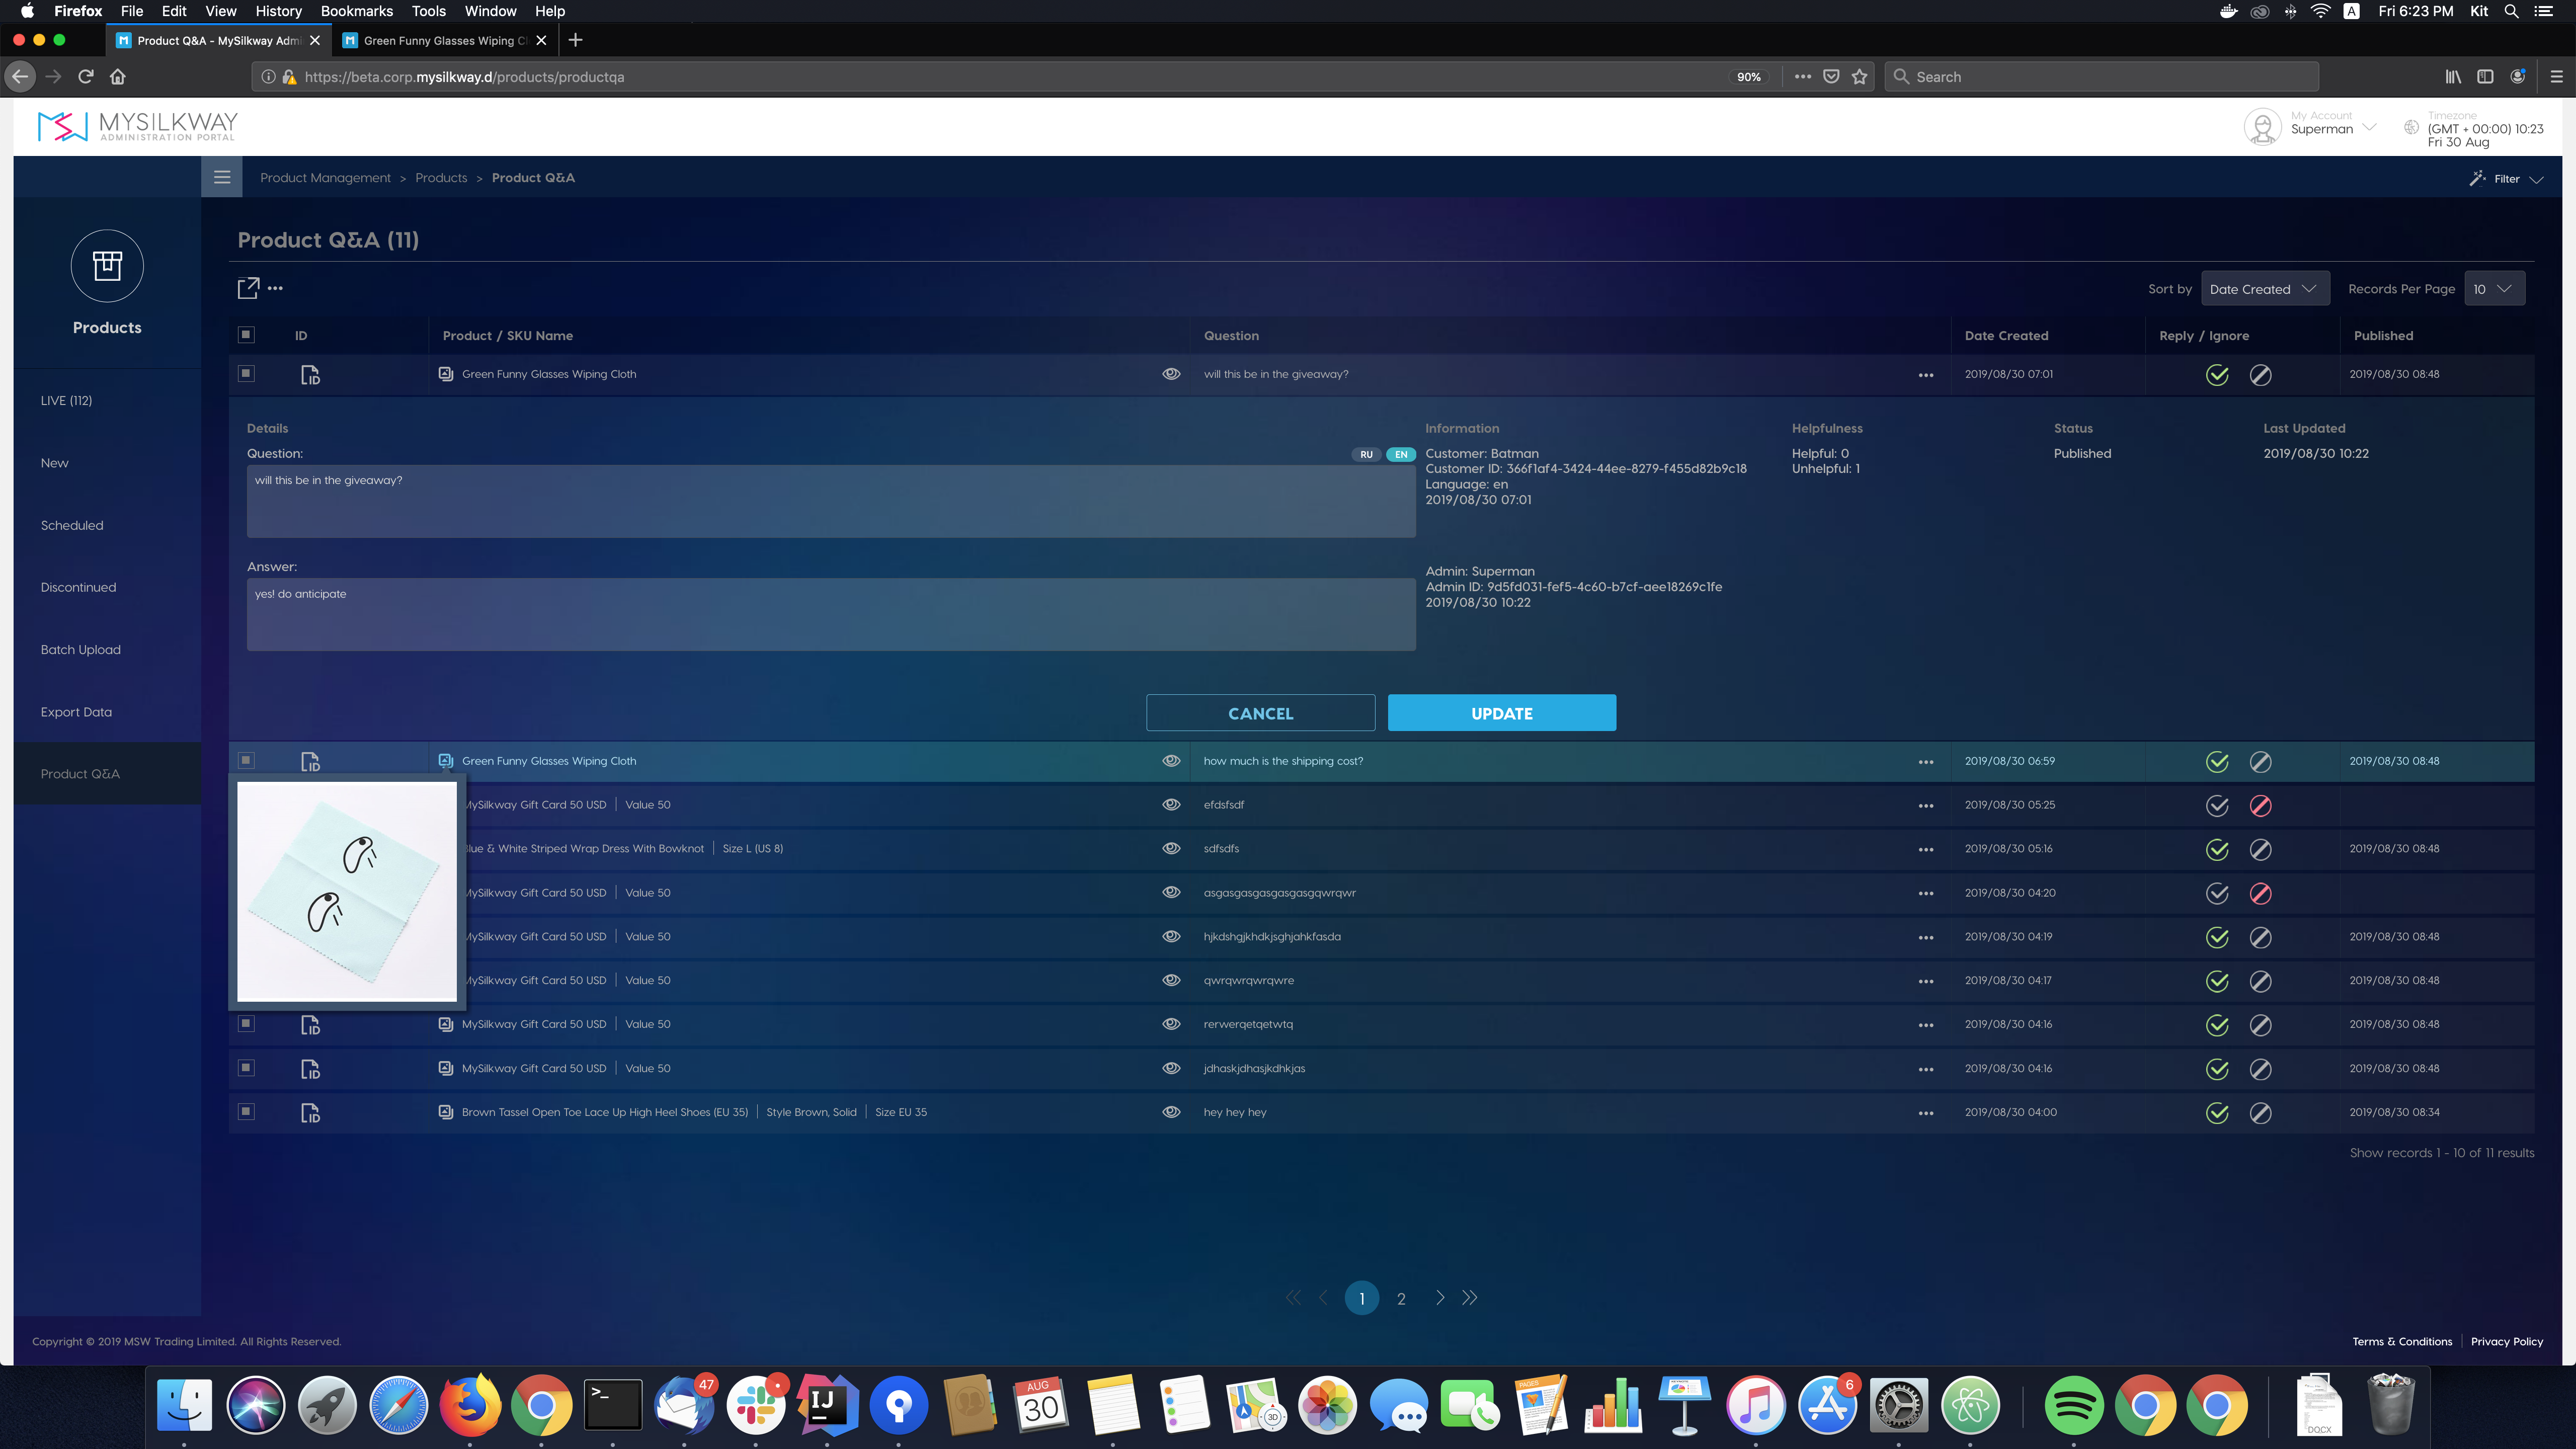 Firefox File Edit View History Bookmarks Tools Window Help
A Fri 6:23 PM Kit
Product Q&A - MySilkway Admi
Green Funny Glasses Wiping Cl
https://beta.corp.mysilkway.d/products/productqa
90%
Search
MYSILKWAY
ADMINISTRATION PORTAL
My Account
Superman
Timezone
(GMT + 00:00) 10:23
Fri 30 Aug
Product Management > Products > Product Q&A
Filter
Products
LIVE (112)
New
Scheduled
Discontinued
Batch Upload
Export Data
Product Q&A
Product Q&A (11)
Sort by Date Created Records Per Page 10
ID Product / SKU Name Question Date Created Reply / Ignore Published
ID Green Funny Glasses Wiping Cloth will this be in the giveaway? 2019/08/30 07:01 2019/08/30 08:48
Details Information Helpfulness Status Last Updated
Question: RU EN
will this be in the giveaway?
Customer: Batman
Customer ID: 366f1af4-3424-44ee-8279-f455d82b9c18
Language: en
2019/08/30 07:01
Helpful: 0
Unhelpful: 1
Published
2019/08/30 10:22
Answer:
yes! do anticipate
Admin: Superman
Admin ID: 9d5fd031-fef5-4c60-b7cf-aee18269c1fe
2019/08/30 10:22
CANCEL UPDATE
ID Green Funny Glasses Wiping Cloth how much is the shipping cost? 2019/08/30 06:59 2019/08/30 08:48
MySilkway Gift Card 50 USD | Value 50 efdsfsdf 2019/08/30 05:25
Blue & White Striped Wrap Dress With Bowknot | Size L (US 8) sdfsdfs 2019/08/30 05:16 2019/08/30 08:48
MySilkway Gift Card 50 USD | Value 50 asgasgasgasgasgasgqwrqwr 2019/08/30 04:20
MySilkway Gift Card 50 USD | Value 50 hjkdshgjkhdkjsghjahkfasda 2019/08/30 04:19 2019/08/30 08:48
MySilkway Gift Card 50 USD | Value 50 qwrqwrqwrqwre 2019/08/30 04:17 2019/08/30 08:48
ID MySilkway Gift Card 50 USD | Value 50 rerwerqetqetwtq 2019/08/30 04:16 2019/08/30 08:48
ID MySilkway Gift Card 50 USD | Value 50 jdhaskjdhasjkdhkjas 2019/08/30 04:16 2019/08/30 08:48
ID Brown Tassel Open Toe Lace Up High Heel Shoes (EU 35) | Style Brown, Solid | Size EU 35 hey hey hey 2019/08/30 04:00 2019/08/30 08:34
Show records 1 - 10 of 11 results
1 2
Copyright © 2019 MSW Trading Limited. All Rights Reserved.
Terms & Conditions | Privacy Policy
47
IJ
AUG
30
3D
PAGES
6
DOCX